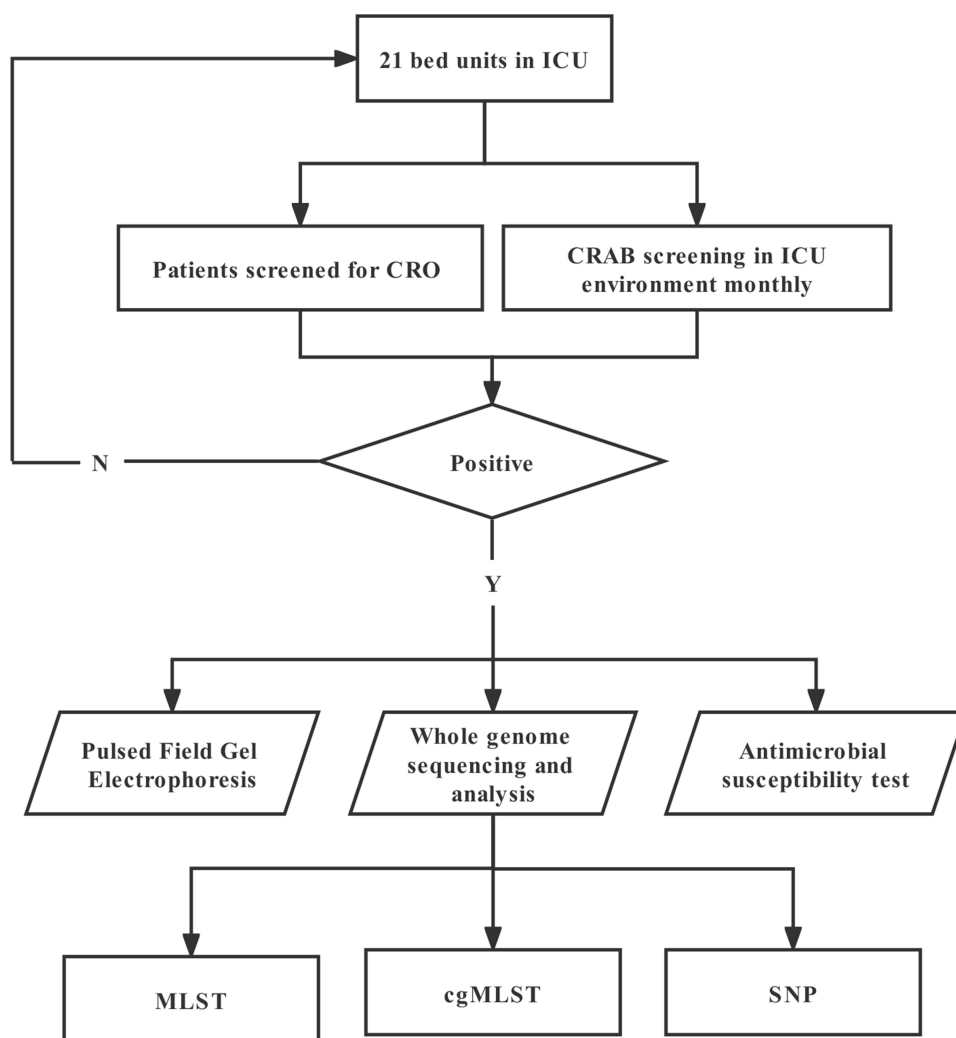 21 bed units in ICU
Patients screened for CRO
CRAB screening in ICU
environment monthly
Positive
N
Y
Pulsed Field Gel
Electrophoresis
Whole genome
sequencing and
analysis
Antimicrobial
susceptibility test
MLST
cgMLST
SNP